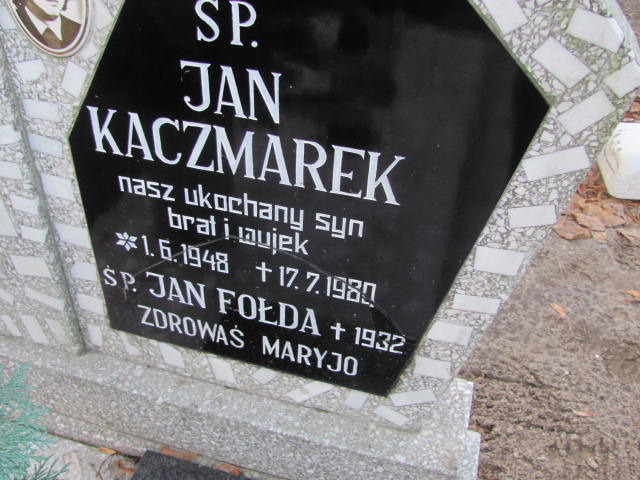 ŚP.
JAN
KACZMAREK
nasz ukochany syn
brat i wujek
* 1.6.1948 + 17.7.1980
ŚP. JAN FOŁDA + 1932
ZDROWAŚ MARYJO